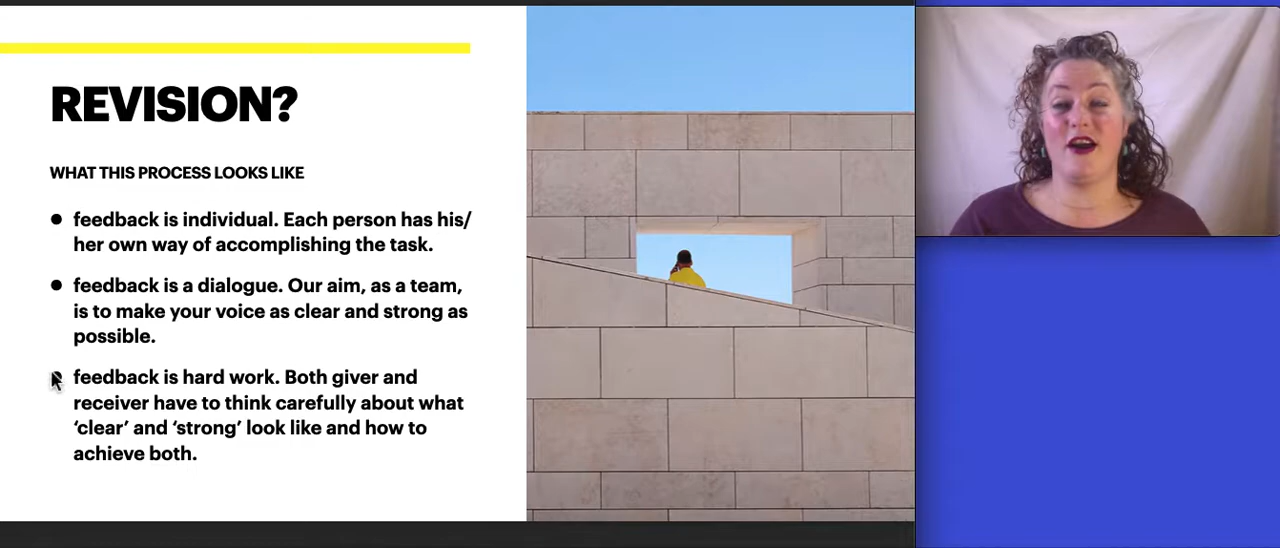 REVISION?
WHAT THIS PROCESS LOOKS LIKE
feedback is individual. Each person has his/
her own way of accomplishing the task.
feedback is a dialogue. Our aim, as a team,
is to make your voice as clear and strong as
possible.
feedback is hard work. Both giver and
receiver have to think carefully about what
‘clear’ and ‘strong’ look like and how to
achieve both.